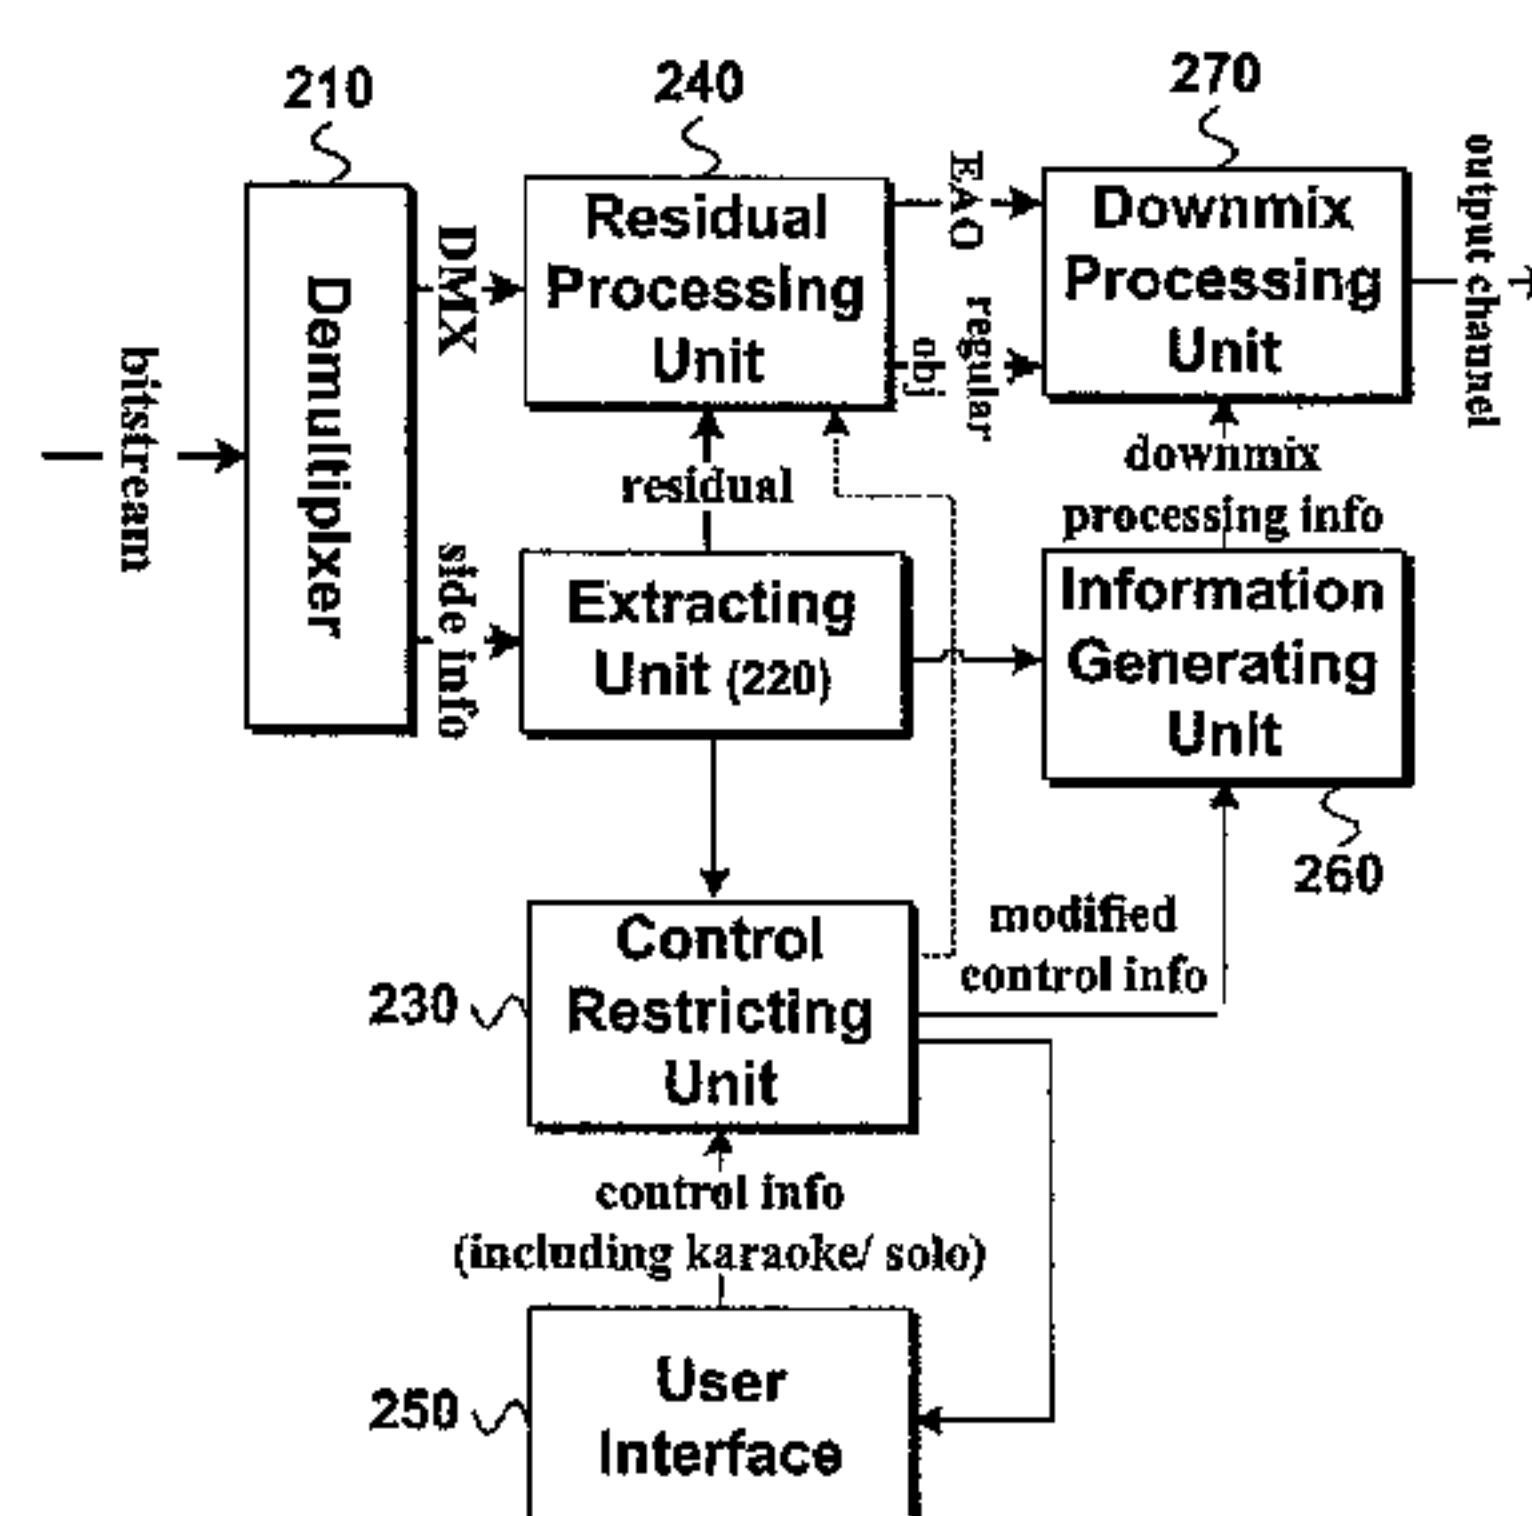 210
240
270
bitstream
Demultiplxer
DMX
side info
Residual
Processing
Unit
EAO
regular
obj
Downmix
Processing
Unit
output channel
residual
downmix
processing info
Extracting
Unit (220)
Information
Generating
Unit
260
230
Control
Restricting
Unit
modified
control info
control info
(including karaoke/ solo)
250
User
Interface